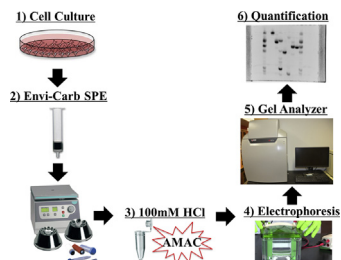 1) Cell Culture
2) Envi-Carb SPE
3) 100mM HCl
AMAC
4) Electrophoresis
5) Gel Analyzer
6) Quantification